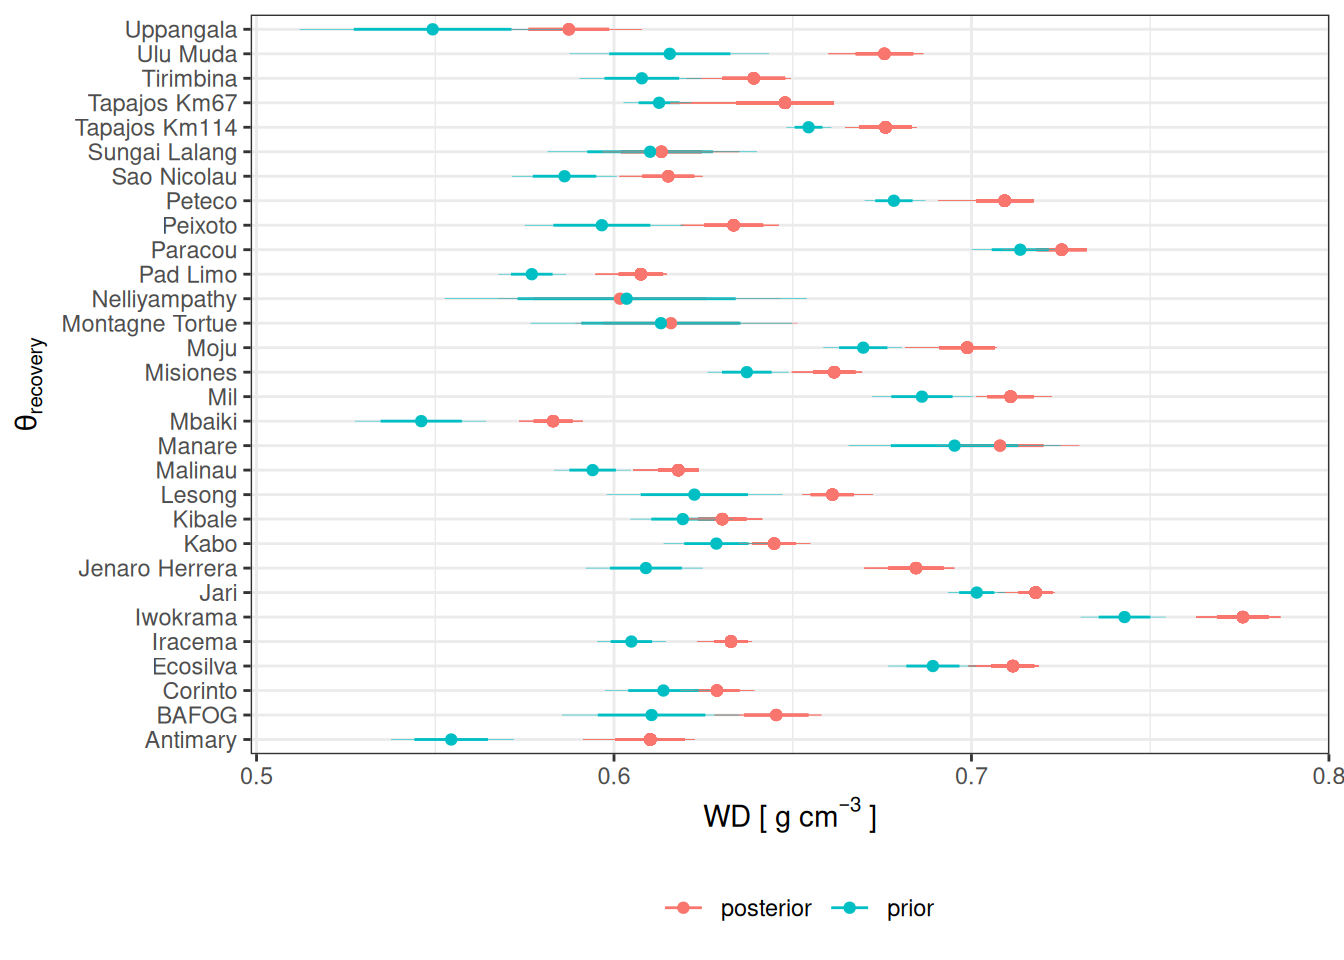 Uppangala
Ulu Muda
Tirimbina
Tapajos Km67
Tapajos Km114
Sungai Lalang
Sao Nicolau
Peteco
Peixoto
Paracou
Pad Limo
Nelliyampathy
Montagne Tortue
Moju
Misiones
Mil
Mbaiki
Manare
Malinau
Lesong
Kibale
Kabo
Jenaro Herrera
Jari
Iwokrama
Iracema
Ecosilva
Corinto
BAFOG
Antimary
θrecovery
0.5 0.6 0.7 0.8
WD [ g cm⁻³ ]
posterior prior